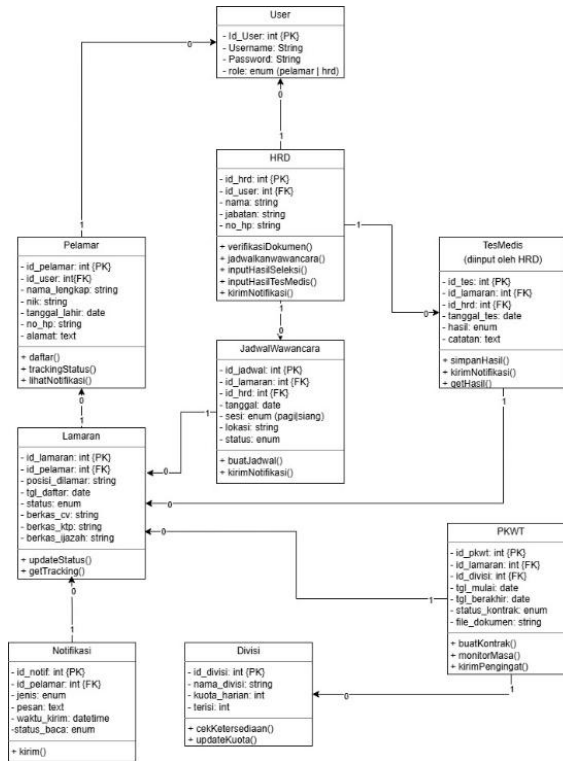 User
- Id_User: int {PK}
- Username: String
- Password: String
- role: enum (pelamar | hrd)
0
0
1
HRD
- id_hrd: int {PK}
- id_user: int {FK}
- nama: string
- jabatan: string
- no_hp: string
+ verifikasiDokumen()
+ jadwalkanwawancara()
+ inputHasilSeleksi()
+ inputHasilTesMedis()
+ kirimNotifikasi()
1
1
0
0
1
Pelamar
- id_pelamar: int {PK}
- id_user: int{FK}
- nama_lengkap: string
- nik: string
- tanggal_lahir: date
- no_hp: string
- alamat: text
+ daftar()
+ trackingStatus()
+ lihatNotifikasi()
0
1
TesMedis
(diinput oleh HRD)
- id_tes: int {PK}
- id_lamaran: int {FK}
- id_hrd: int {FK}
- tanggal_tes: date
- hasil: enum
- catatan: text
+ simpanHasil()
+ kirimNotifikasi()
+ getHasil()
1
JadwalWawancara
- id_jadwal: int {PK}
- id_lamaran: int {FK}
- id_hrd: int {FK}
- tanggal: date
- sesi: enum (pagi|siang)
- lokasi: string
- status: enum
+ buatJadwal()
+ kirimNotifikasi()
1
0
0
0
Lamaran
- id_lamaran: int {PK}
- id_pelamar: int {FK}
- posisi_dilamar: string
- tgl_daftar: date
- status: enum
- berkas_cv: string
- berkas_ktp: string
- berkas_ijazah: string
+ updateStatus()
+ getTracking()
0
1
PKWT
- id_pkwt: int {PK}
- id_lamaran: int {FK}
- id_divisi: int {FK}
- tgl_mulai: date
- tgl_berakhir: date
- status_kontrak: enum
- file_dokumen: string
+ buatKontrak()
+ monitorMasa()
+ kirimPengingat()
1
1
0
Notifikasi
- id_notif: int {PK}
- id_pelamar: int {FK}
- jenis: enum
- pesan: text
- waktu_kirim: datetime
-status_baca: enum
+ kirim()
Divisi
- id_divisi: int {PK}
- nama_divisi: string
- kuota_harian: int
- terisi: int
+ cekKetersediaan()
+ updateKuota()